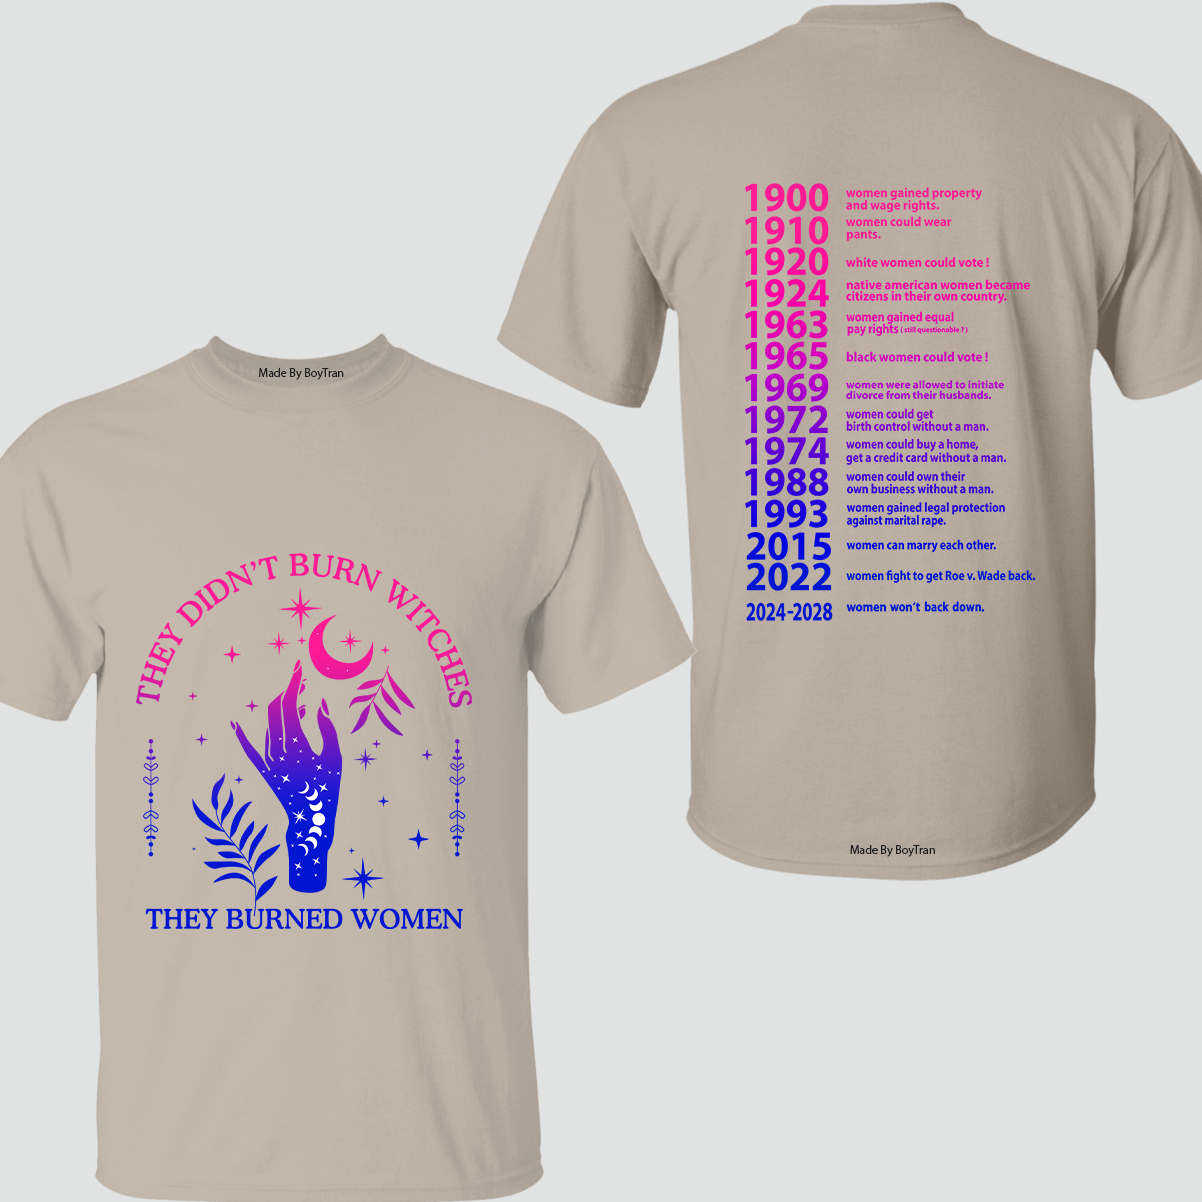 Made By BoyTran
THEY DIDN'T BURN WITCHES
THEY BURNED WOMEN
1900 women gained property
and wage rights.
1910 women could wear
pants.
1920 white women could vote !
1924 native american women became
citizens in their own country.
1963 women gained equal
pay rights ( still questionable ? )
1965 black women could vote !
1969 women were allowed to initiate
divorce from their husbands.
1972 women could get
birth control without a man.
1974 women could buy a home,
get a credit card without a man.
1988 women could own their
own business without a man.
1993 women gained legal protection
against marital rape.
2015 women can marry each other.
2022 women fight to get Roe v. Wade back.
2024-2028 women won't back down.
Made By BoyTran